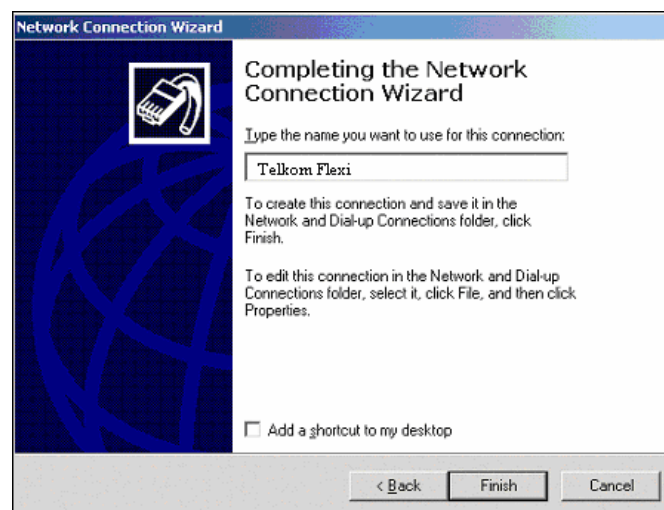 Network Connection Wizard
Completing the Network
Connection Wizard
Type the name you want to use for this connection:
Telkom Flexi
To create this connection and save it in the
Network and Dial-up Connections folder, click
Finish.
To edit this connection in the Network and Dial-up
Connections folder, select it, click File, and then click
Properties.
Add a shortcut to my desktop
< Back Finish Cancel